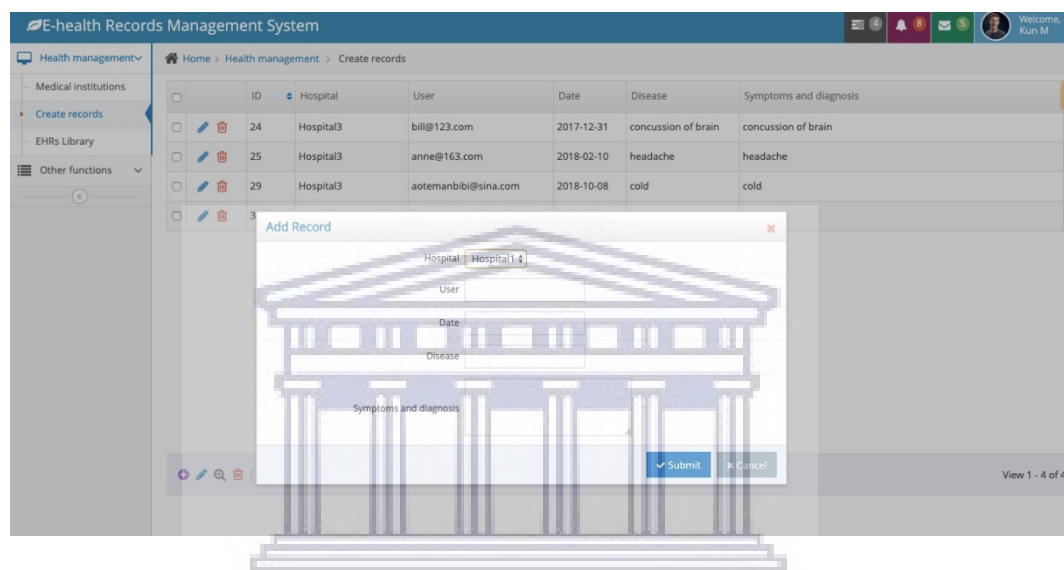 E-health Records Management System
4 8 5 Welcome, Kun M
Health management
Home > Health management > Create records
Medical institutions
Create records
EHRs Library
Other functions
ID Hospital User Date Disease Symptoms and diagnosis
24 Hospital3 bill@123.com 2017-12-31 concussion of brain concussion of brain
25 Hospital3 anne@163.com 2018-02-10 headache headache
29 Hospital3 aotemanbibi@sina.com 2018-10-08 cold cold
3
Add Record
Hospital Hospital1
User
Date
Disease
Symptoms and diagnosis
Submit Cancel
View 1 - 4 of 4